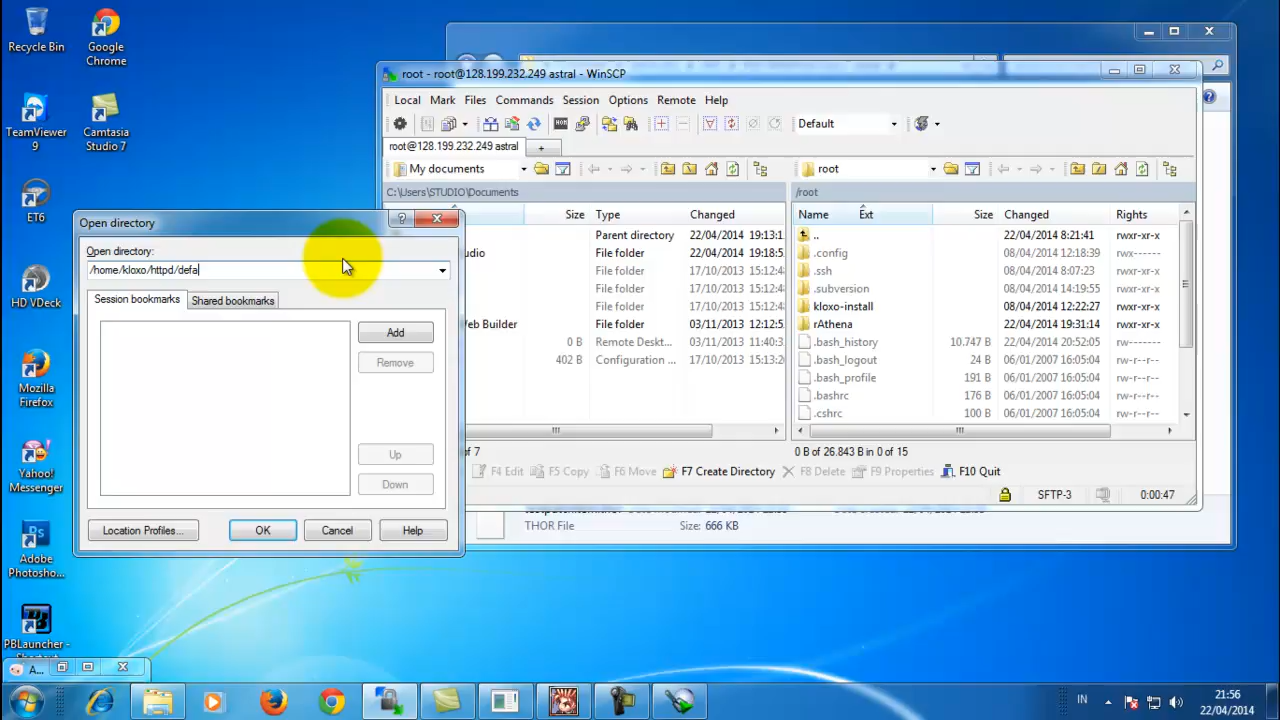 Recycle Bin
Google
Chrome
TeamViewer
9
Camtasia
Studio 7
ET6
HD VDeck
Mozilla
Firefox
Yahoo!
Messenger
Adobe
Photosho...
PBLauncher -
A...
root - root@128.199.232.249 astral - WinSCP
Local Mark Files Commands Session Options Remote Help
Default
root@128.199.232.249 astral
My documents
root
C:\Users\STUDIO\Documents
/root
Size Type Changed
Name Ext Size Changed Rights
Parent directory 22/04/2014 19:13:1
.. 22/04/2014 8:21:41 rwxr-xr-x
udio File folder 22/04/2014 19:18:5
.config 08/04/2014 12:18:39 rwx------
File folder 17/10/2013 15:12:4
.ssh 08/04/2014 8:07:23 rwxr-xr-x
File folder 17/10/2013 15:12:4
.subversion 08/04/2014 14:19:55 rwxr-xr-x
File folder 17/10/2013 15:12:4
kloxo-install 08/04/2014 12:22:27 rwxr-xr-x
Web Builder File folder 03/11/2013 12:12:5
rAthena 22/04/2014 19:31:14 rwxr-xr-x
0 B Remote Deskt... 03/11/2013 11:40:3
.bash_history 10.747 B 22/04/2014 20:52:05 rw-------
402 B Configuration ... 17/10/2013 15:13:2
.bash_logout 24 B 06/01/2007 16:05:04 rw-r--r--
.bash_profile 191 B 06/01/2007 16:05:04 rw-r--r--
.bashrc 176 B 06/01/2007 16:05:04 rw-r--r--
.cshrc 100 B 06/01/2007 16:05:04 rw-r--r--
of 7
0 B of 26.843 B in 0 of 15
F4 Edit F5 Copy F6 Move F7 Create Directory F8 Delete F9 Properties F10 Quit
SFTP-3 0:00:47
THOR File Size: 666 KB
Open directory
Open directory:
/home/kloxo/httpd/defa
Session bookmarks Shared bookmarks
Add
Remove
Up
Down
Location Profiles... OK Cancel Help
IN
21:56
22/04/2014